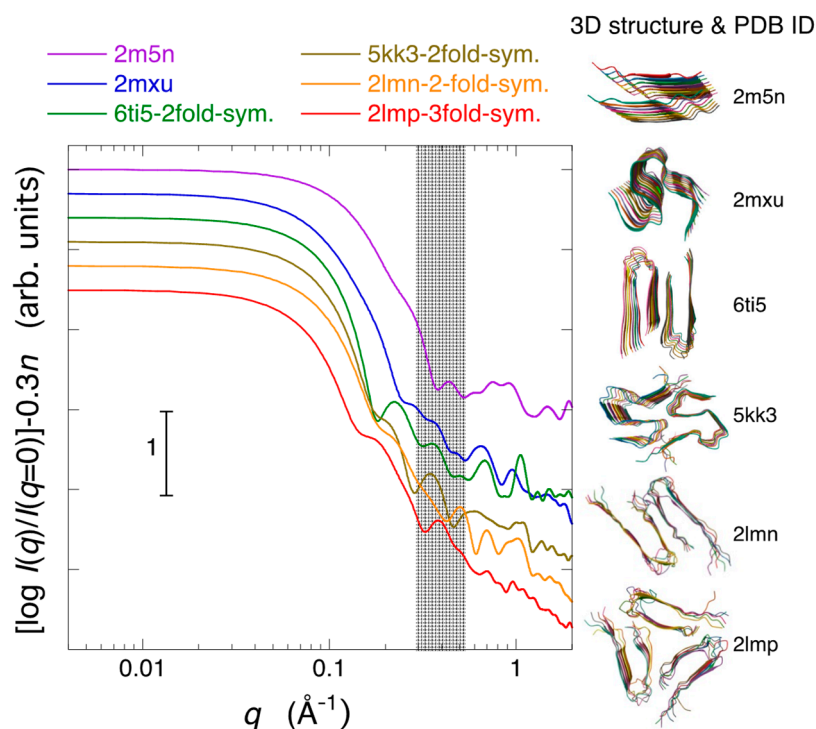 3D structure & PDB ID
2m5n
2mxu
6ti5-2fold-sym.
5kk3-2fold-sym.
2lmn-2-fold-sym.
2lmp-3fold-sym.
[log I(q)/I(q=0)]-0.3n (arb. units)
1
0.01
0.1
1
q (Å-1)
2m5n
2mxu
6ti5
5kk3
2lmn
2lmp